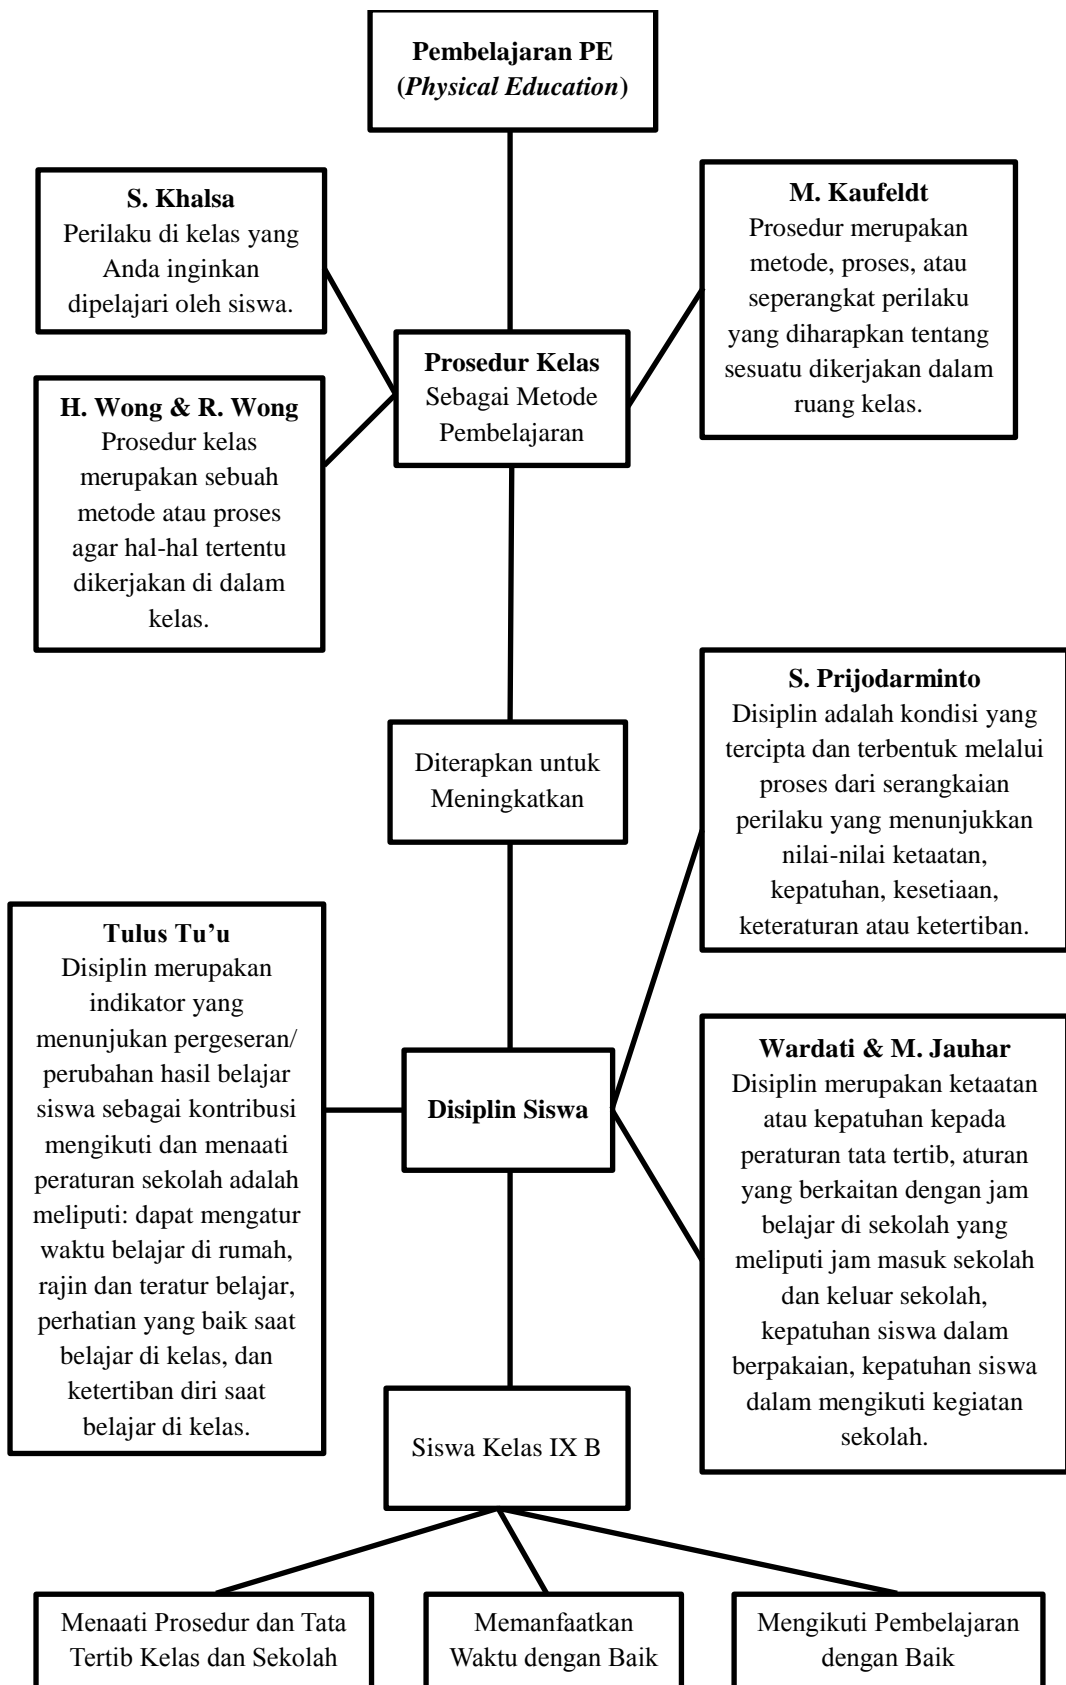 Pembelajaran PE
(Physical Education)
S. Khalsa
Perilaku di kelas yang
Anda inginkan
dipelajari oleh siswa.
M. Kaufeldt
Prosedur merupakan
metode, proses, atau
seperangkat perilaku
yang diharapkan tentang
sesuatu dikerjakan dalam
ruang kelas.
Prosedur Kelas
Sebagai Metode
Pembelajaran
H. Wong & R. Wong
Prosedur kelas
merupakan sebuah
metode atau proses
agar hal-hal tertentu
dikerjakan di dalam
kelas.
Diterapkan untuk
Meningkatkan
S. Prijodarminto
Disiplin adalah kondisi yang
tercipta dan terbentuk melalui
proses dari serangkaian
perilaku yang menunjukkan
nilai-nilai ketaatan,
kepatuhan, kesetiaan,
keteraturan atau ketertiban.
Tulus Tu’u
Disiplin merupakan
indikator yang
menunjukan pergeseran/
perubahan hasil belajar
siswa sebagai kontribusi
mengikuti dan menaati
peraturan sekolah adalah
meliputi: dapat mengatur
waktu belajar di rumah,
rajin dan teratur belajar,
perhatian yang baik saat
belajar di kelas, dan
ketertiban diri saat
belajar di kelas.
Disiplin Siswa
Wardati & M. Jauhar
Disiplin merupakan ketaatan
atau kepatuhan kepada
peraturan tata tertib, aturan
yang berkaitan dengan jam
belajar di sekolah yang
meliputi jam masuk sekolah
dan keluar sekolah,
kepatuhan siswa dalam
berpakaian, kepatuhan siswa
dalam mengikuti kegiatan
sekolah.
Siswa Kelas IX B
Menaati Prosedur dan Tata
Tertib Kelas dan Sekolah
Memanfaatkan
Waktu dengan Baik
Mengikuti Pembelajaran
dengan Baik